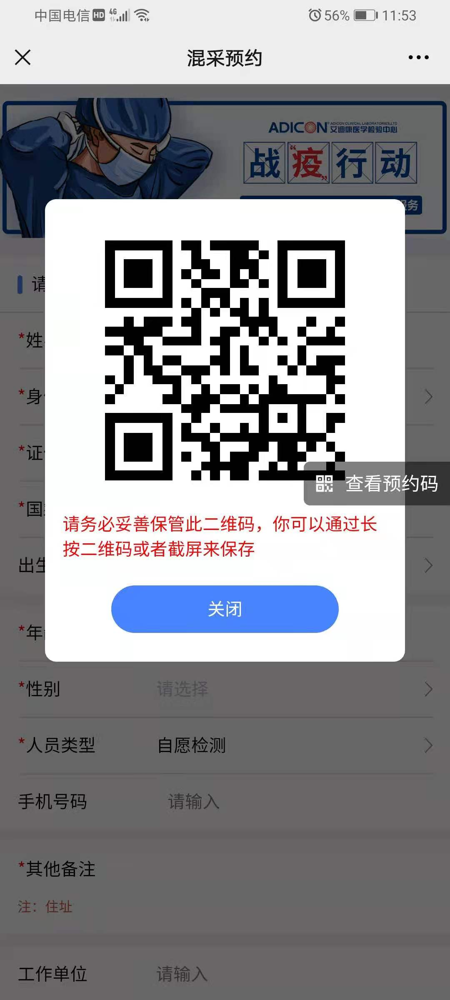 中国电信 HD 4G 56% 11:53
混采预约
ADICON ADICON CLINICAL LABORATORIES,LTD
艾迪康医学检验中心
战“疫”行动
服务
请
*姓
*身
*证
*国
出生
*年
查看预约码
请务必妥善保管此二维码，你可以通过长
按二维码或者截屏来保存
关闭
*性别 请选择
*人员类型 自愿检测
手机号码 请输入
*其他备注
注：住址
工作单位 请输入